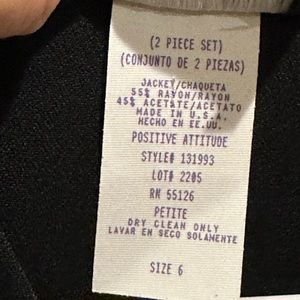 (2 PIECE SET)
(CONJUNTO DE 2 PIEZAS)
JACKEY/CHAQUETA
55% RAYON/RAYON
45% ACETATE/ACETATO
MADE IN U.S.A.
HECHO EN EE.UU.
POSITIVE ATTITUDE
STYLE# 131993
LOT# 2205
RN 55126
PETITE
DRY CLEAN ONLY
LAVAR EN SECO SOLAMENTE
SIZE 6